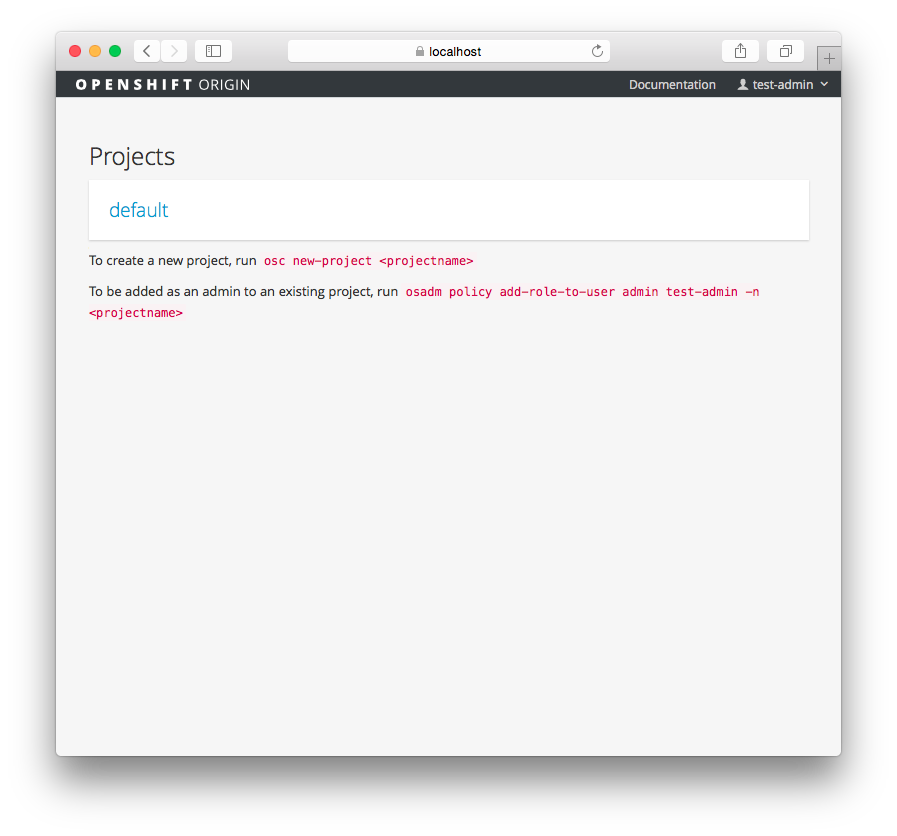 localhost
OPENSHIFT ORIGIN
Documentation
test-admin
Projects
default
To create a new project, run osc new-project <projectname>
To be added as an admin to an existing project, run osadm policy add-role-to-user admin test-admin -n
<projectname>